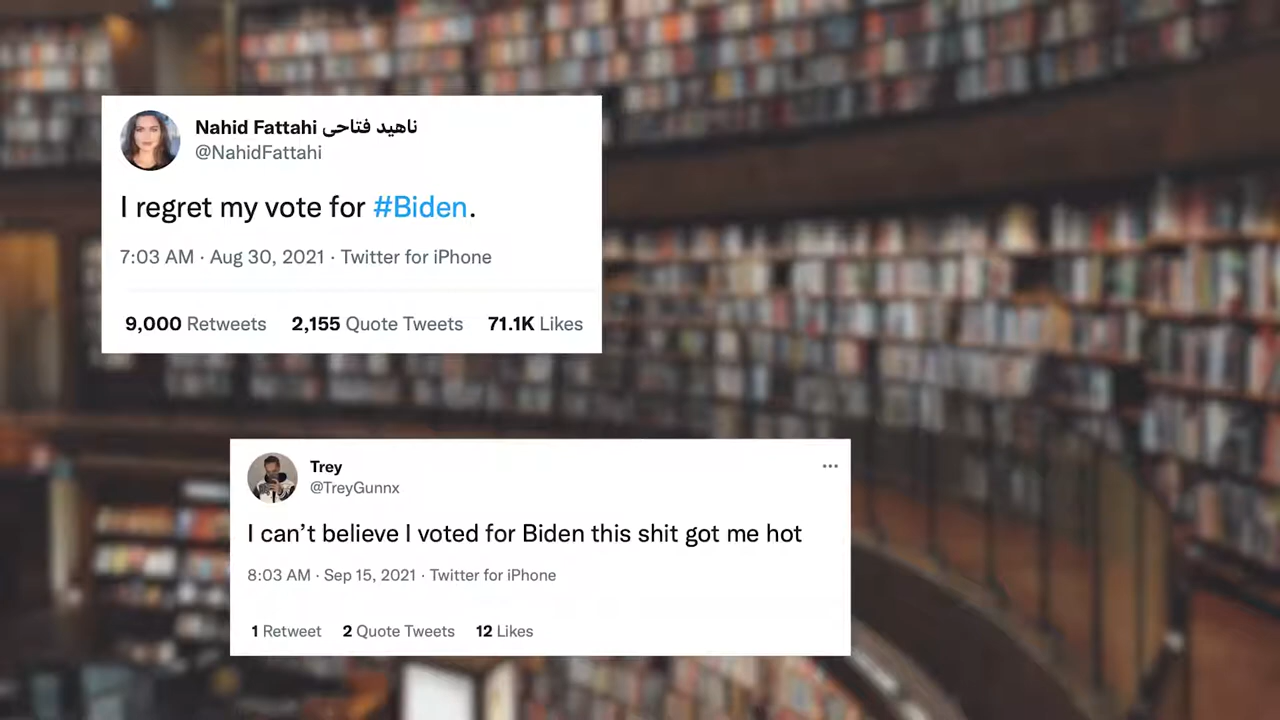 Nahid Fattahi ناهید فتاحی
@NahidFattahi
I regret my vote for #Biden.
7:03 AM · Aug 30, 2021 · Twitter for iPhone
9,000 Retweets 2,155 Quote Tweets 71.1K Likes
Trey
@TreyGunnx
I can’t believe I voted for Biden this shit got me hot
8:03 AM · Sep 15, 2021 · Twitter for iPhone
1 Retweet 2 Quote Tweets 12 Likes